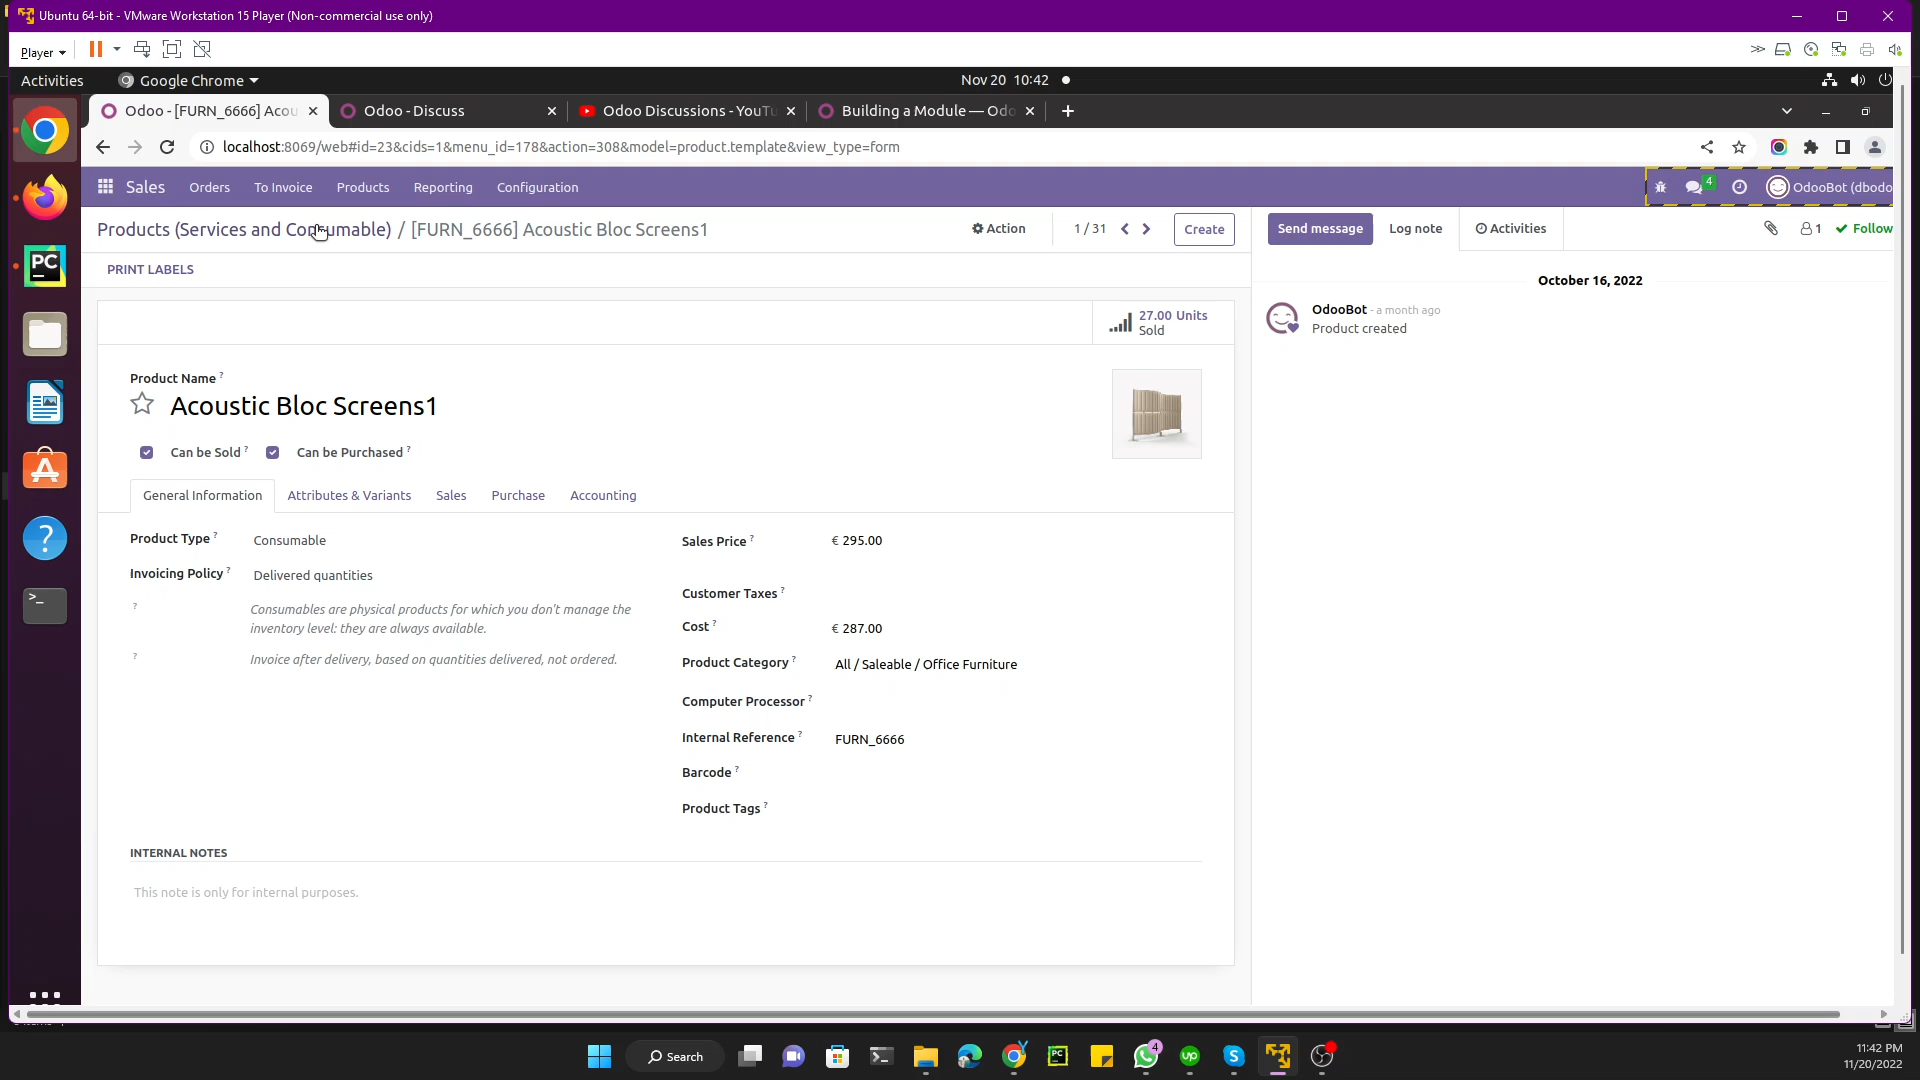 Ubuntu 64-bit - VMware Workstation 15 Player (Non-commercial use only)
Player
Activities
Google Chrome
Nov 20 10:42
Odoo - [FURN_6666] Acou
Odoo - Discuss
Odoo Discussions - YouTu
Building a Module — Odo
localhost:8069/web#id=23&cids=1&menu_id=178&action=308&model=product.template&view_type=form
Sales
Orders
To Invoice
Products
Reporting
Configuration
4
OdooBot (dbodo
Products (Services and Consumable) / [FURN_6666] Acoustic Bloc Screens1
Action
1 / 31
Create
Send message
Log note
Activities
1
Follow
PRINT LABELS
October 16, 2022
27.00 Units
Sold
OdooBot - a month ago
Product created
Product Name ?
Acoustic Bloc Screens1
Can be Sold ?
Can be Purchased ?
General Information
Attributes & Variants
Sales
Purchase
Accounting
Product Type ?
Consumable
Sales Price ?
€ 295.00
Invoicing Policy ?
Delivered quantities
Customer Taxes ?
?
Consumables are physical products for which you don't manage the
inventory level: they are always available.
Cost ?
€ 287.00
?
Invoice after delivery, based on quantities delivered, not ordered.
Product Category ?
All / Saleable / Office Furniture
Computer Processor ?
Internal Reference ?
FURN_6666
Barcode ?
Product Tags ?
INTERNAL NOTES
This note is only for internal purposes.
Search
4
11:42 PM
11/20/2022